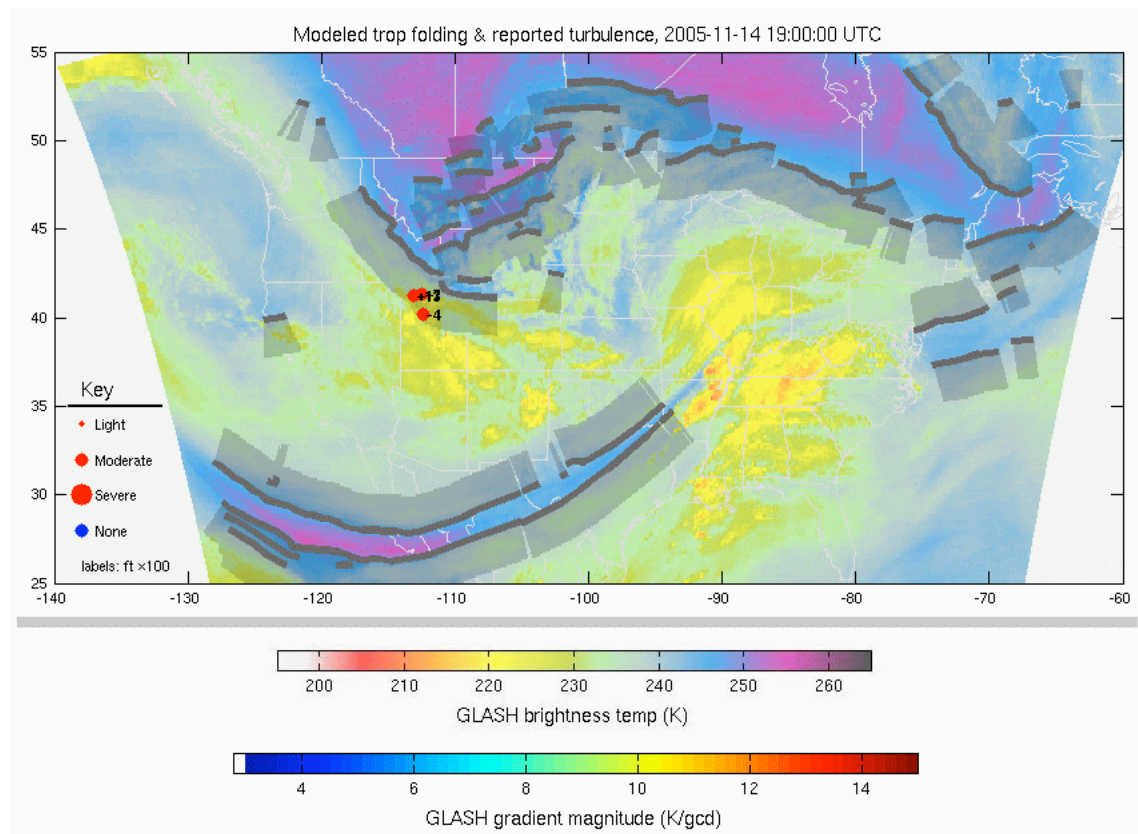 Modeled trop folding & reported turbulence, 2005-11-14 19:00:00 UTC
55
50
45
40
35
30
25
-4
Key
Light
Moderate
Severe
None
labels: ft ×100
-140 -130 -120 -110 -100 -90 -80 -70 -60
200 210 220 230 240 250 260
GLASH brightness temp (K)
4 6 8 10 12 14
GLASH gradient magnitude (K/gcd)